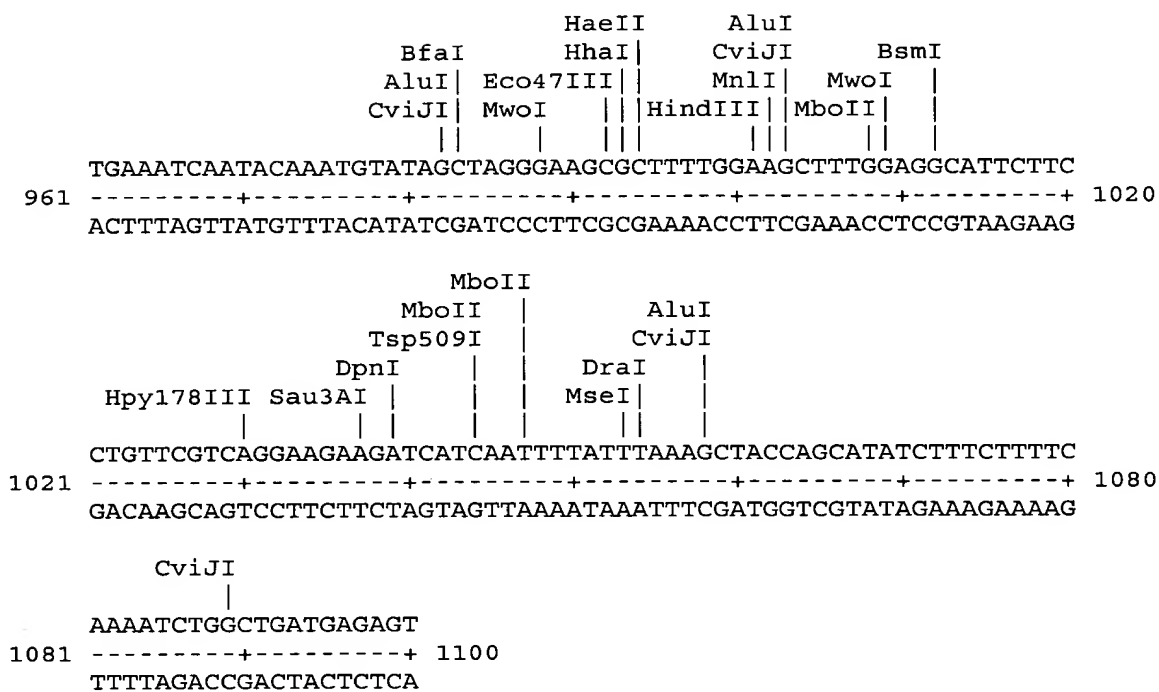 HaeII AluI
BfaI HhaI CviJI BsmI
AluI Eco47III MnlI MwoI
CviJI MwoI HindIII MboII
TGAAATCAATACAAATGTATAGCTAGGGAAGCGCTTTTGGAAGCTTTGGAGGCATTCTTC
961 ---------+---------+---------+---------+---------+---------+ 1020
ACTTTAGTTATGTTTACATATCGATCCCTTCGCGAAAACCTTCGAAACCTCCGTAAGAAG
MboII
MboII AluI
Tsp509I CviJI
DpnI DraI
Hpy178III Sau3AI MseI
CTGTTCGTCAGGAAGAAGATCATCAATTTTATTTAAAGCTACCAGCATATCTTTCTTTTC
1021 ---------+---------+---------+---------+---------+---------+ 1080
GACAAGCAGTCCTTCTTCTAGTAGTTAAAATAAATTTCGATGGTCGTATAGAAAGAAAAG
CviJI
AAAATCTGGCTGATGAGAGT
1081 ---------+---------+ 1100
TTTTAGACCGACTACTCTCA